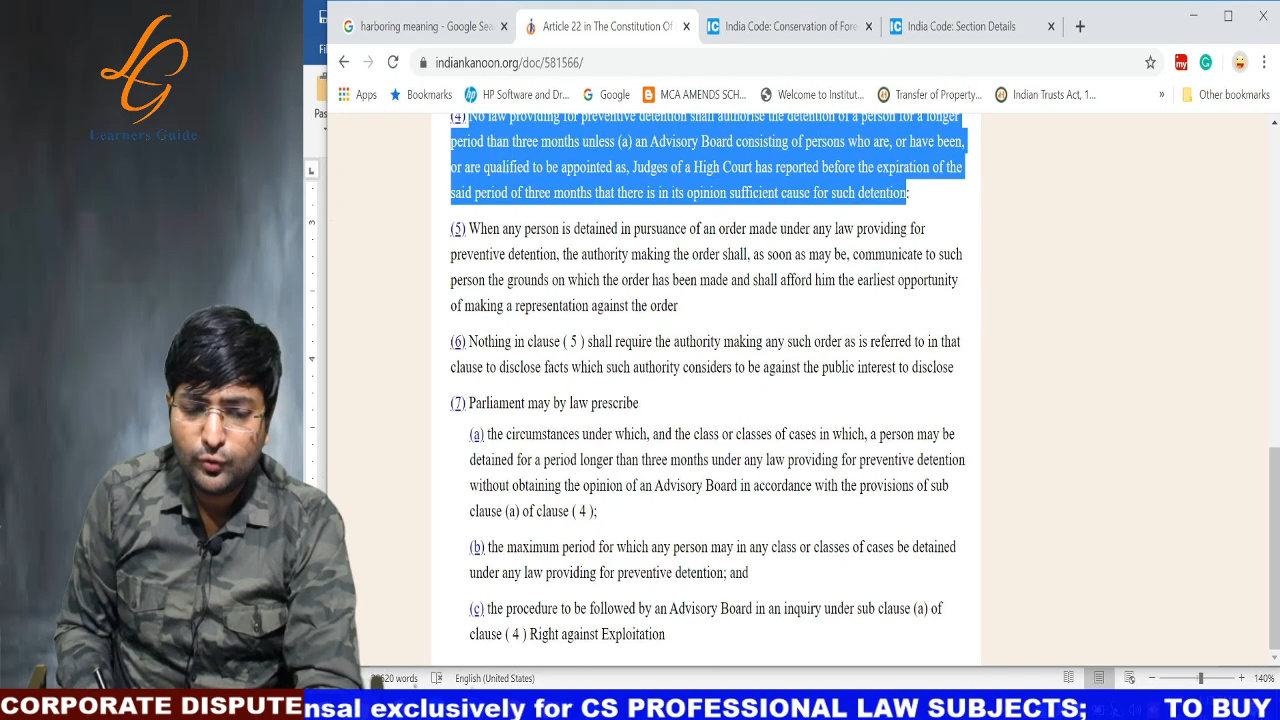 LG
Learners Guide
harboring meaning - Google Sea
Article 22 in The Constitution Of
India Code: Conservation of Fore
India Code: Section Details
indiankanoon.org/doc/581566/
Apps
Bookmarks
HP Software and Dr...
Google
MCA AMENDS SCH...
Welcome to Institut...
Transfer of Property...
Indian Trusts Act, 1...
»
Other bookmarks
Fil
Pas
(4) No law providing for preventive detention shall authorise the detention of a person for a longer
period than three months unless (a) an Advisory Board consisting of persons who are, or have been,
or are qualified to be appointed as, Judges of a High Court has reported before the expiration of the
said period of three months that there is in its opinion sufficient cause for such detention:
(5) When any person is detained in pursuance of an order made under any law providing for
preventive detention, the authority making the order shall, as soon as may be, communicate to such
person the grounds on which the order has been made and shall afford him the earliest opportunity
of making a representation against the order
(6) Nothing in clause ( 5 ) shall require the authority making any such order as is referred to in that
clause to disclose facts which such authority considers to be against the public interest to disclose
(7) Parliament may by law prescribe
(a) the circumstances under which, and the class or classes of cases in which, a person may be
detained for a period longer than three months under any law providing for preventive detention
without obtaining the opinion of an Advisory Board in accordance with the provisions of sub
clause (a) of clause ( 4 );
(b) the maximum period for which any person may in any class or classes of cases be detained
under any law providing for preventive detention; and
(c) the procedure to be followed by an Advisory Board in an inquiry under sub clause (a) of
clause ( 4 ) Right against Exploitation
3
4
620 words
English (United States)
140%
CORPORATE DISPUTE
nsal exclusively for CS PROFESSIONAL LAW SUBJECTS; TO BUY